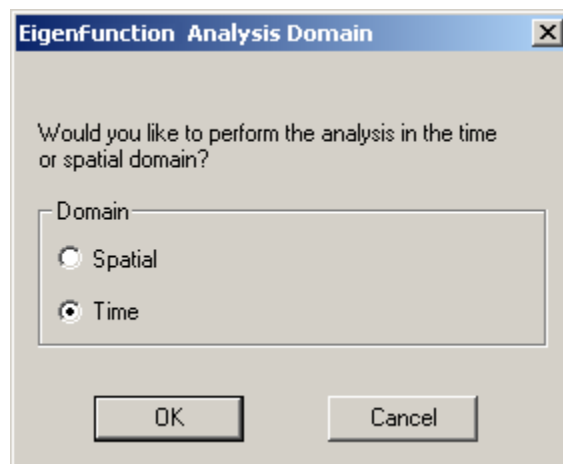 EigenFunction Analysis Domain
Would you like to perform the analysis in the time
or spatial domain?
Domain
Spatial
Time
OK
Cancel